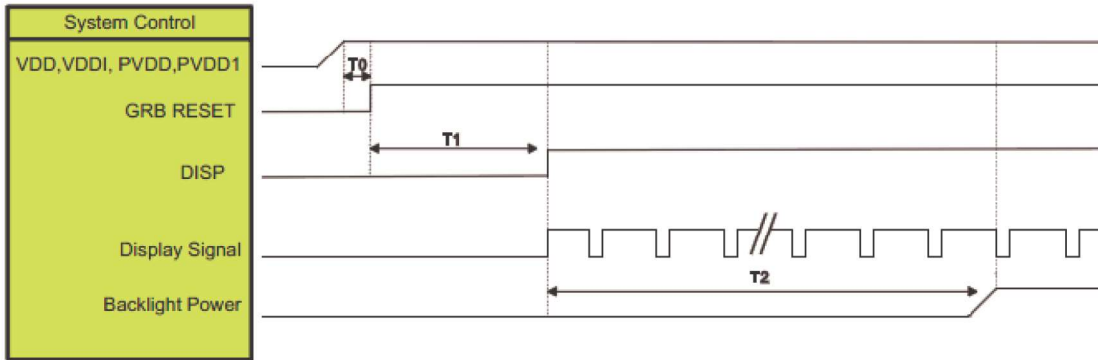 System Control
VDD,VDDI, PVDD,PVDD1
T0
GRB RESET
T1
DISP
Display Signal
T2
Backlight Power